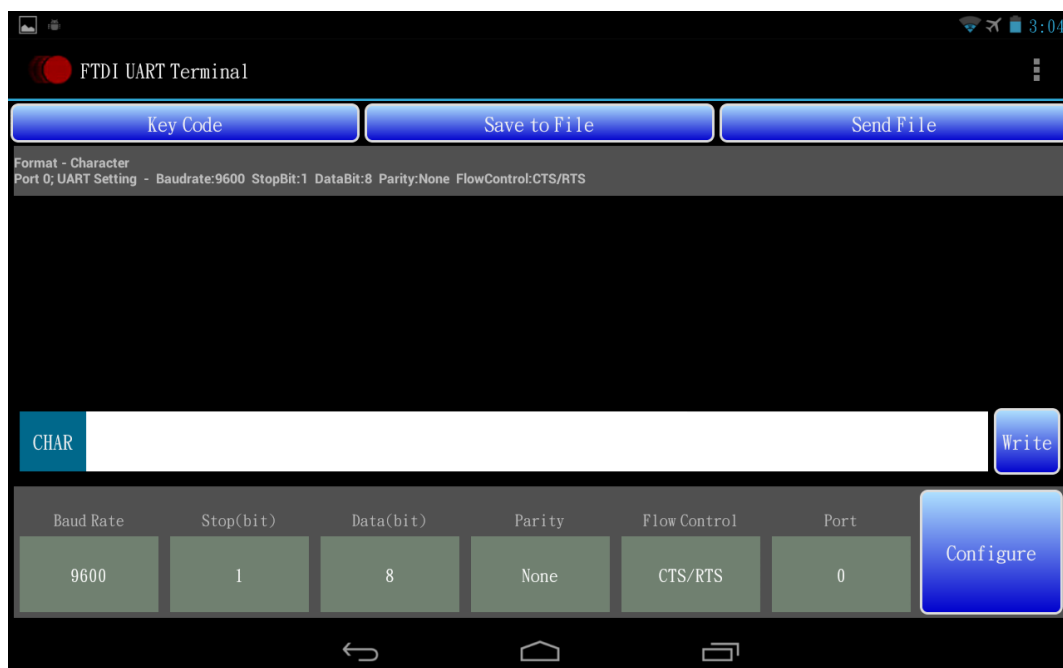 3:04
FTDI UART Terminal
Key Code
Save to File
Send File
Format - Character
Port 0; UART Setting - Baudrate:9600 StopBit:1 DataBit:8 Parity:None FlowControl:CTS/RTS
CHAR
Write
Baud Rate
Stop(bit)
Data(bit)
Parity
Flow Control
Port
9600
1
8
None
CTS/RTS
0
Configure